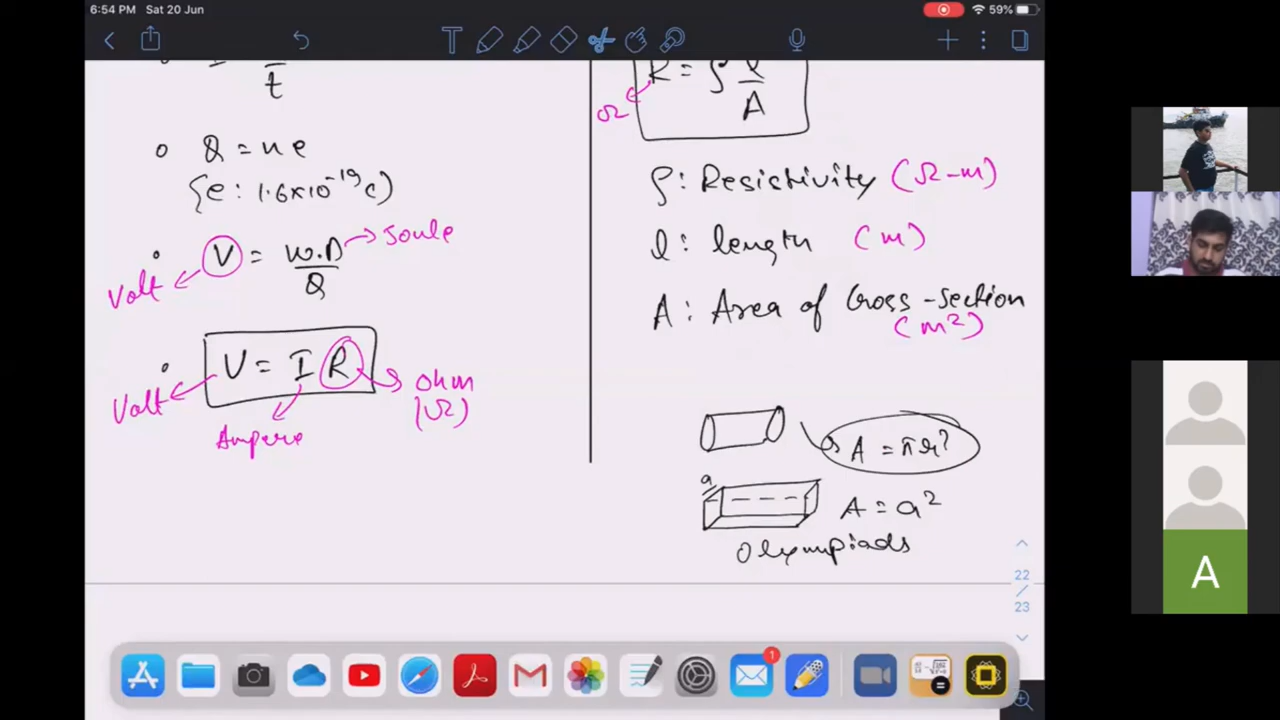 6:54 PM Sat 20 Jun
59%
t
Q = ne
{e: 1.6×10⁻¹⁹ C)
V = W.D → Joule
Q
Volt
V = I R
Volt
Ampere
ohm
(Ω)
R = ρ l
A
Ω
ρ: Resistivity (Ω-m)
l: length (m)
A: Area of Cross-section
(m²)
A = πr²
a
A = a²
Olympiads
22
/
23
1
A